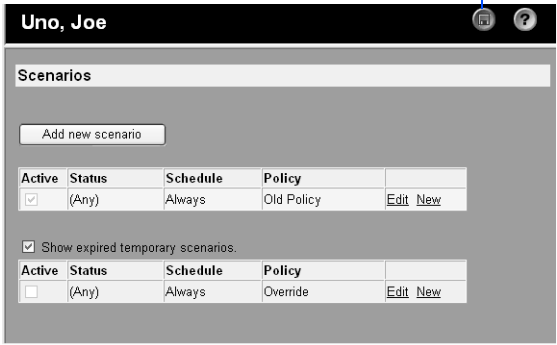 Uno, Joe
?
Scenarios
Add new scenario
Active Status Schedule Policy
(Any) Always Old Policy Edit New
Show expired temporary scenarios.
Active Status Schedule Policy
(Any) Always Override Edit New